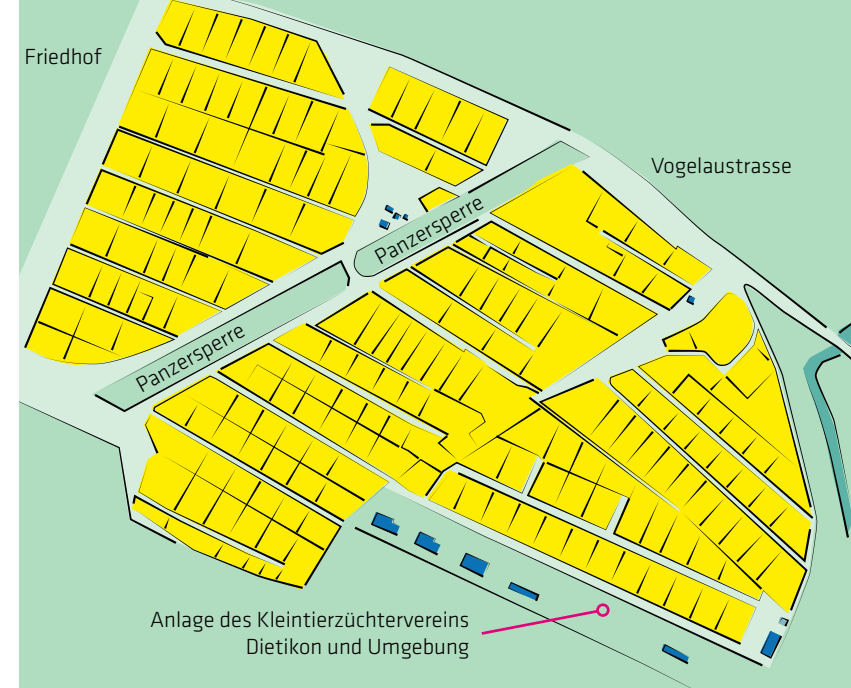 Friedhof
Vogelaustrasse
Panzersperre
Panzersperre
Anlage des Kleintierzüchtervereins
Dietikon und Umgebung